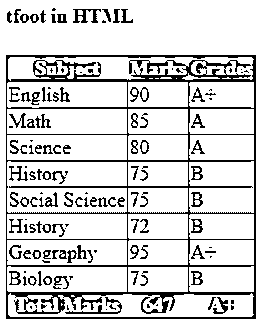 tfoot in HTML
Subject Marks Grades
English 90 A+
Math 85 A
Science 80 A
History 75 B
Social Science 75 B
History 72 B
Geography 95 A+
Biology 75 B
Total Marks 647 A+